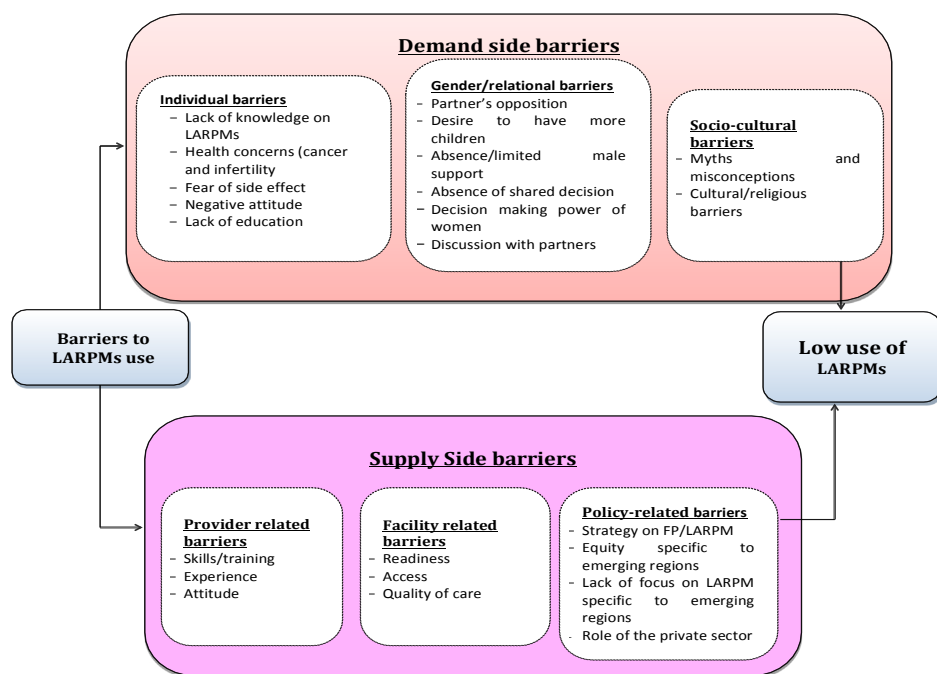 Demand side barriers
Individual barriers
– Lack of knowledge on
LARPMs
– Health concerns (cancer
and infertility
– Fear of side effect
– Negative attitude
– Lack of education
Gender/relational barriers
– Partner’s opposition
– Desire to have more
children
– Absence/limited male
support
– Absence of shared decision
– Decision making power of
women
– Discussion with partners
Socio-cultural
barriers
– Myths and
misconceptions
– Cultural/religious
barriers
Barriers to
LARPMs use
Low use of
LARPMs
Supply Side barriers
Provider related
barriers
– Skills/training
– Experience
– Attitude
Facility related
barriers
– Readiness
– Access
– Quality of care
Policy-related barriers
– Strategy on FP/LARPM
– Equity specific to
emerging regions
– Lack of focus on LARPM
specific to emerging
regions
- Role of the private sector